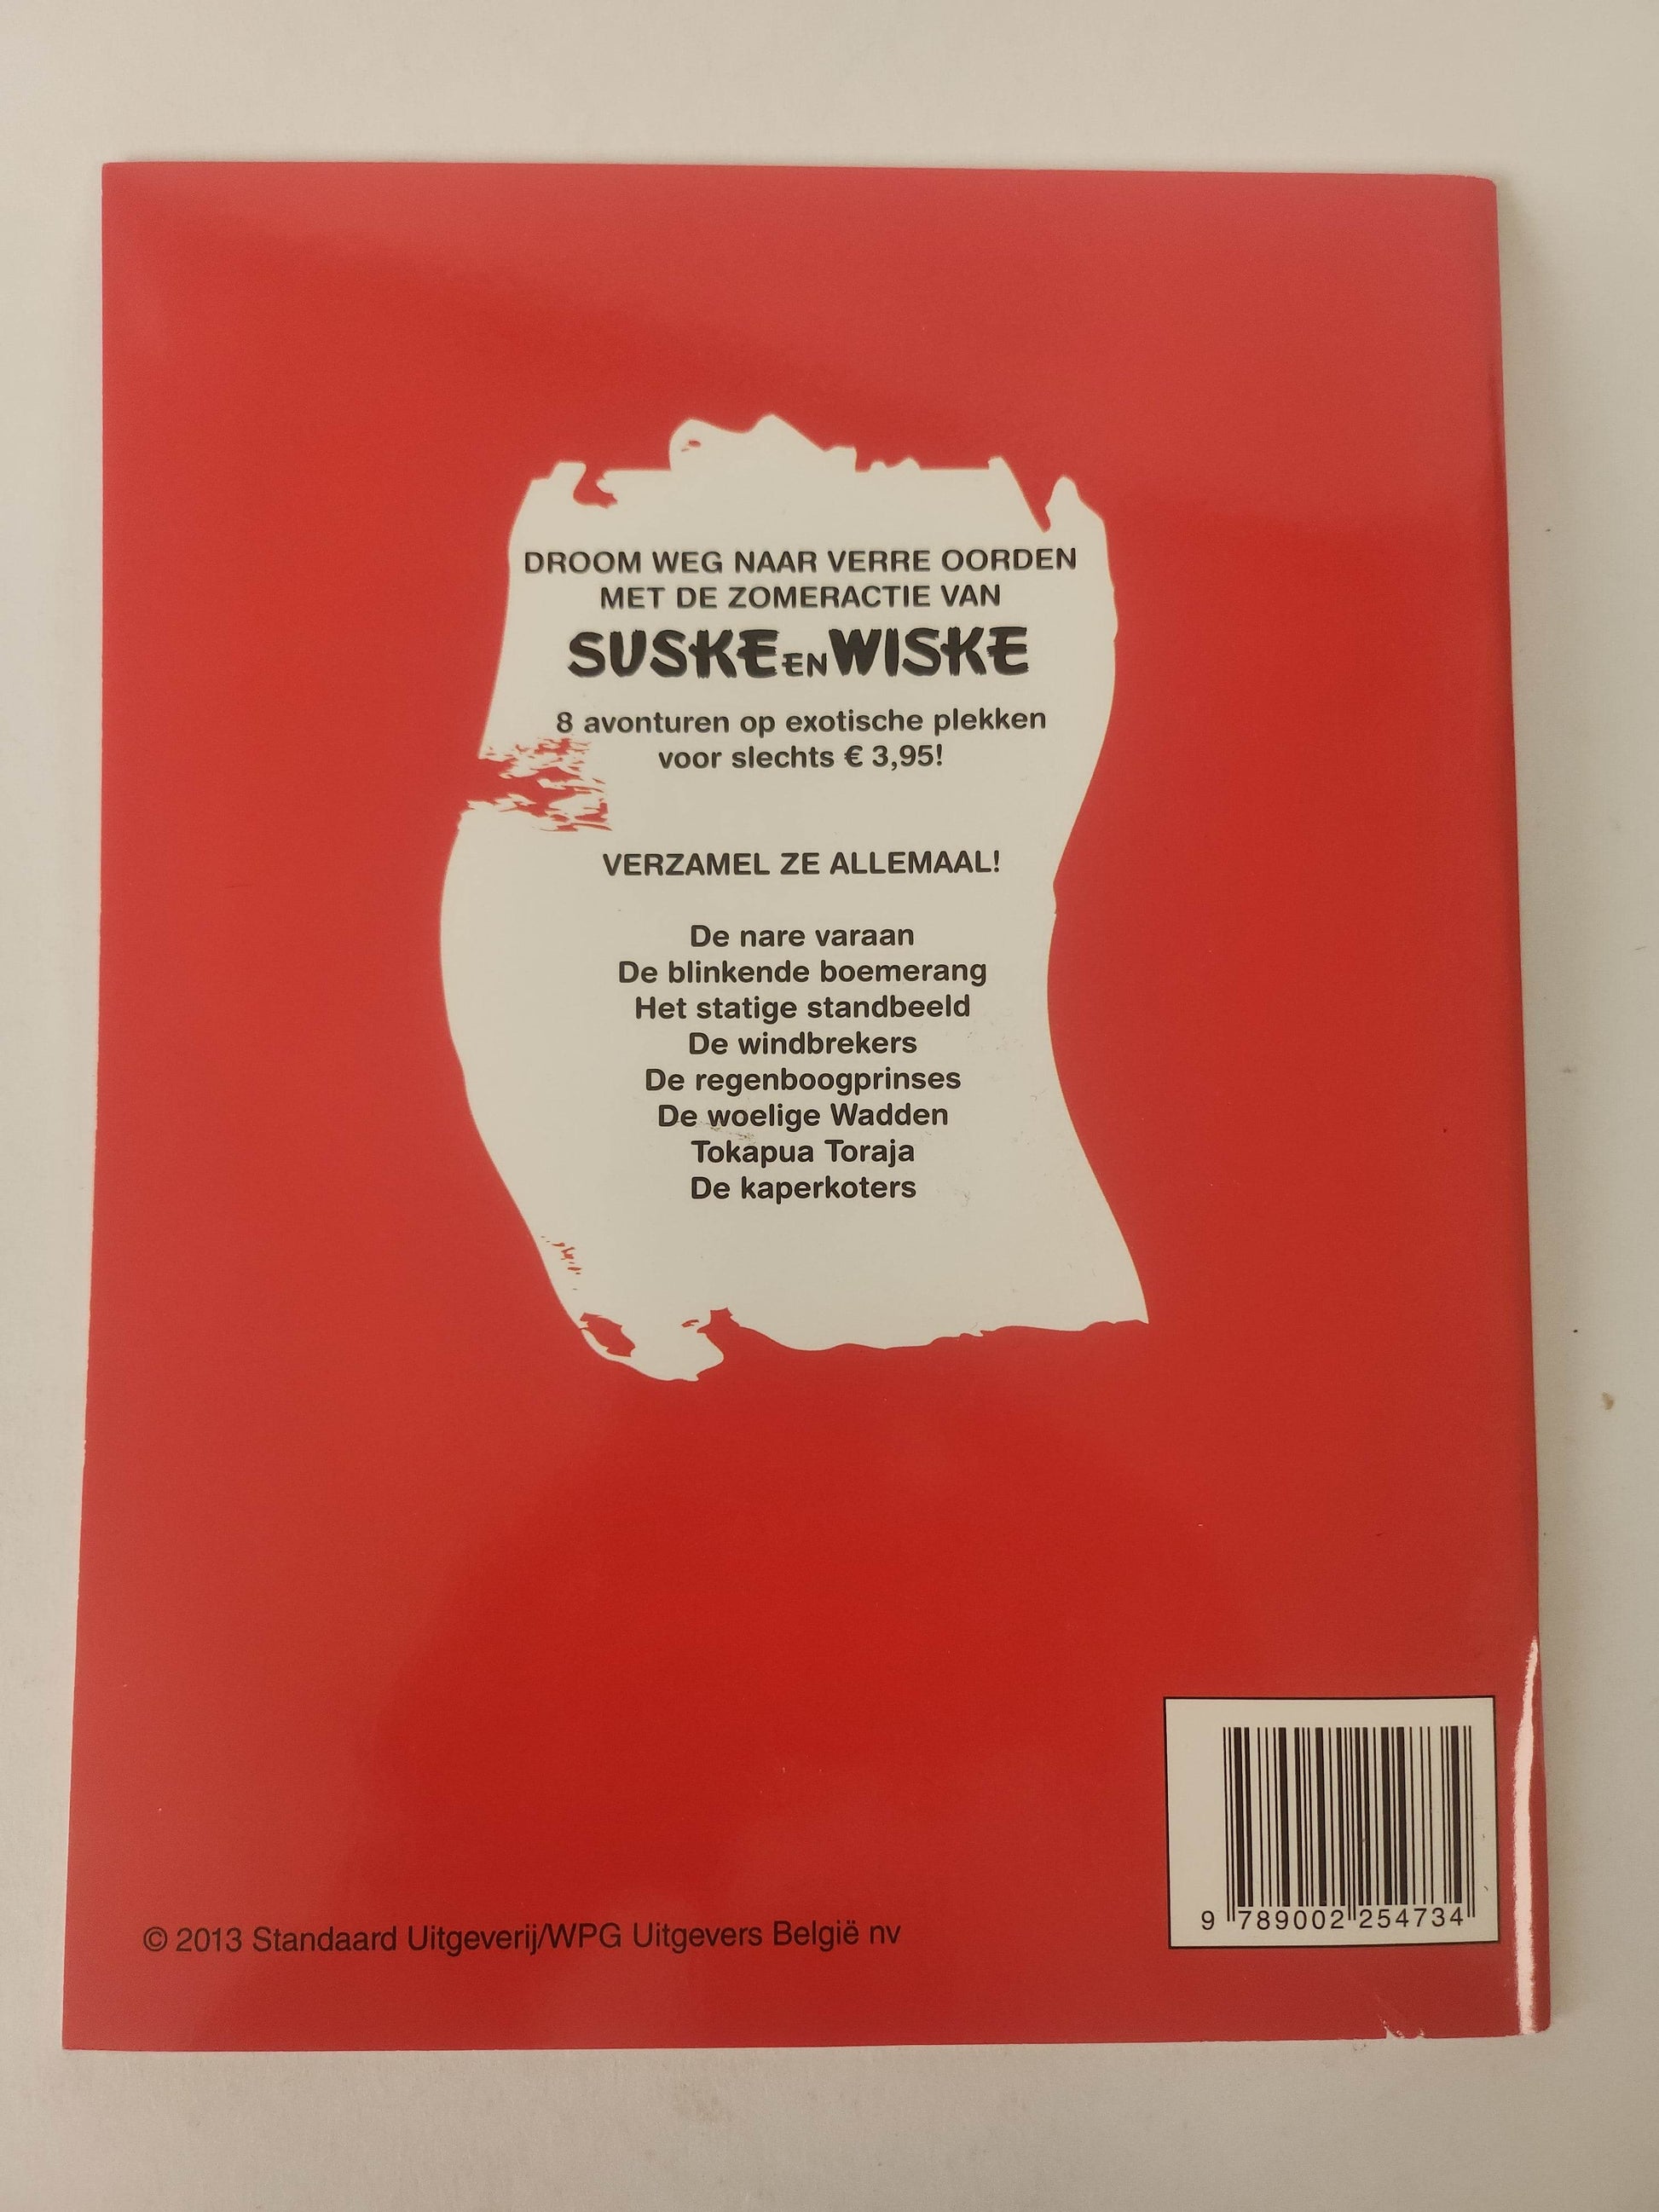 DROOM WEG NAAR VERRE OORDEN
MET DE ZOMERACTIE VAN
SUSKE EN WISKE
8 avonturen op exotische plekken
voor slechts € 3,95!
VERZAMEL ZE ALLEMAAL!
De nare varaan
De blinkende boemerang
Het statige standbeeld
De windbrekers
De regenboogprinses
De woelige Wadden
Tokapua Toraja
De kaperkoters
© 2013 Standaard Uitgeverij/WPG Uitgevers België nv
9 789002 254734